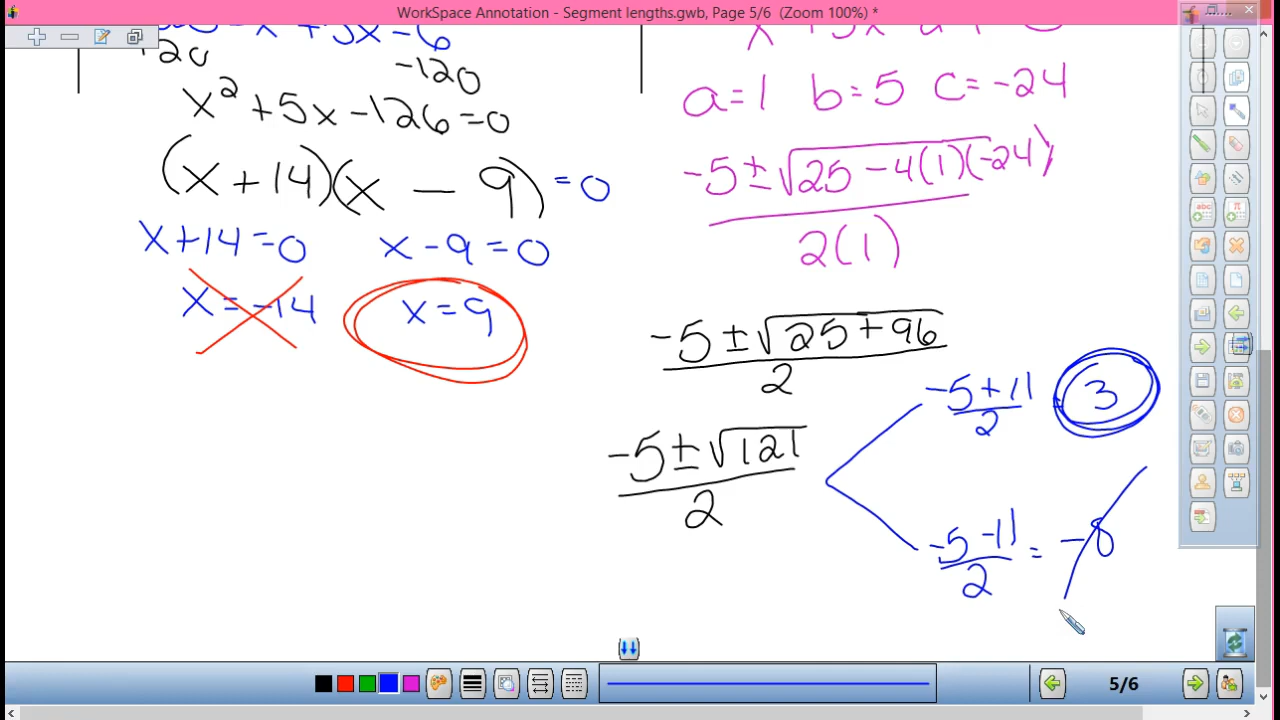 WorkSpace Annotation - Segment lengths.gwb, Page 5/6 (Zoom 100%) *
-120
x² + 5x - 126 = 0
(x + 14)(x - 9) = 0
x + 14 = 0 x - 9 = 0
x = -14 x = 9
a = 1 b = 5 c = -24
-5 ± √25 - 4(1)(-24)
2(1)
-5 ± √25 + 96
2
-5 ± √121
2
-5 + 11
2
3
-5 - 11
2
= -8
abc
π
5/6